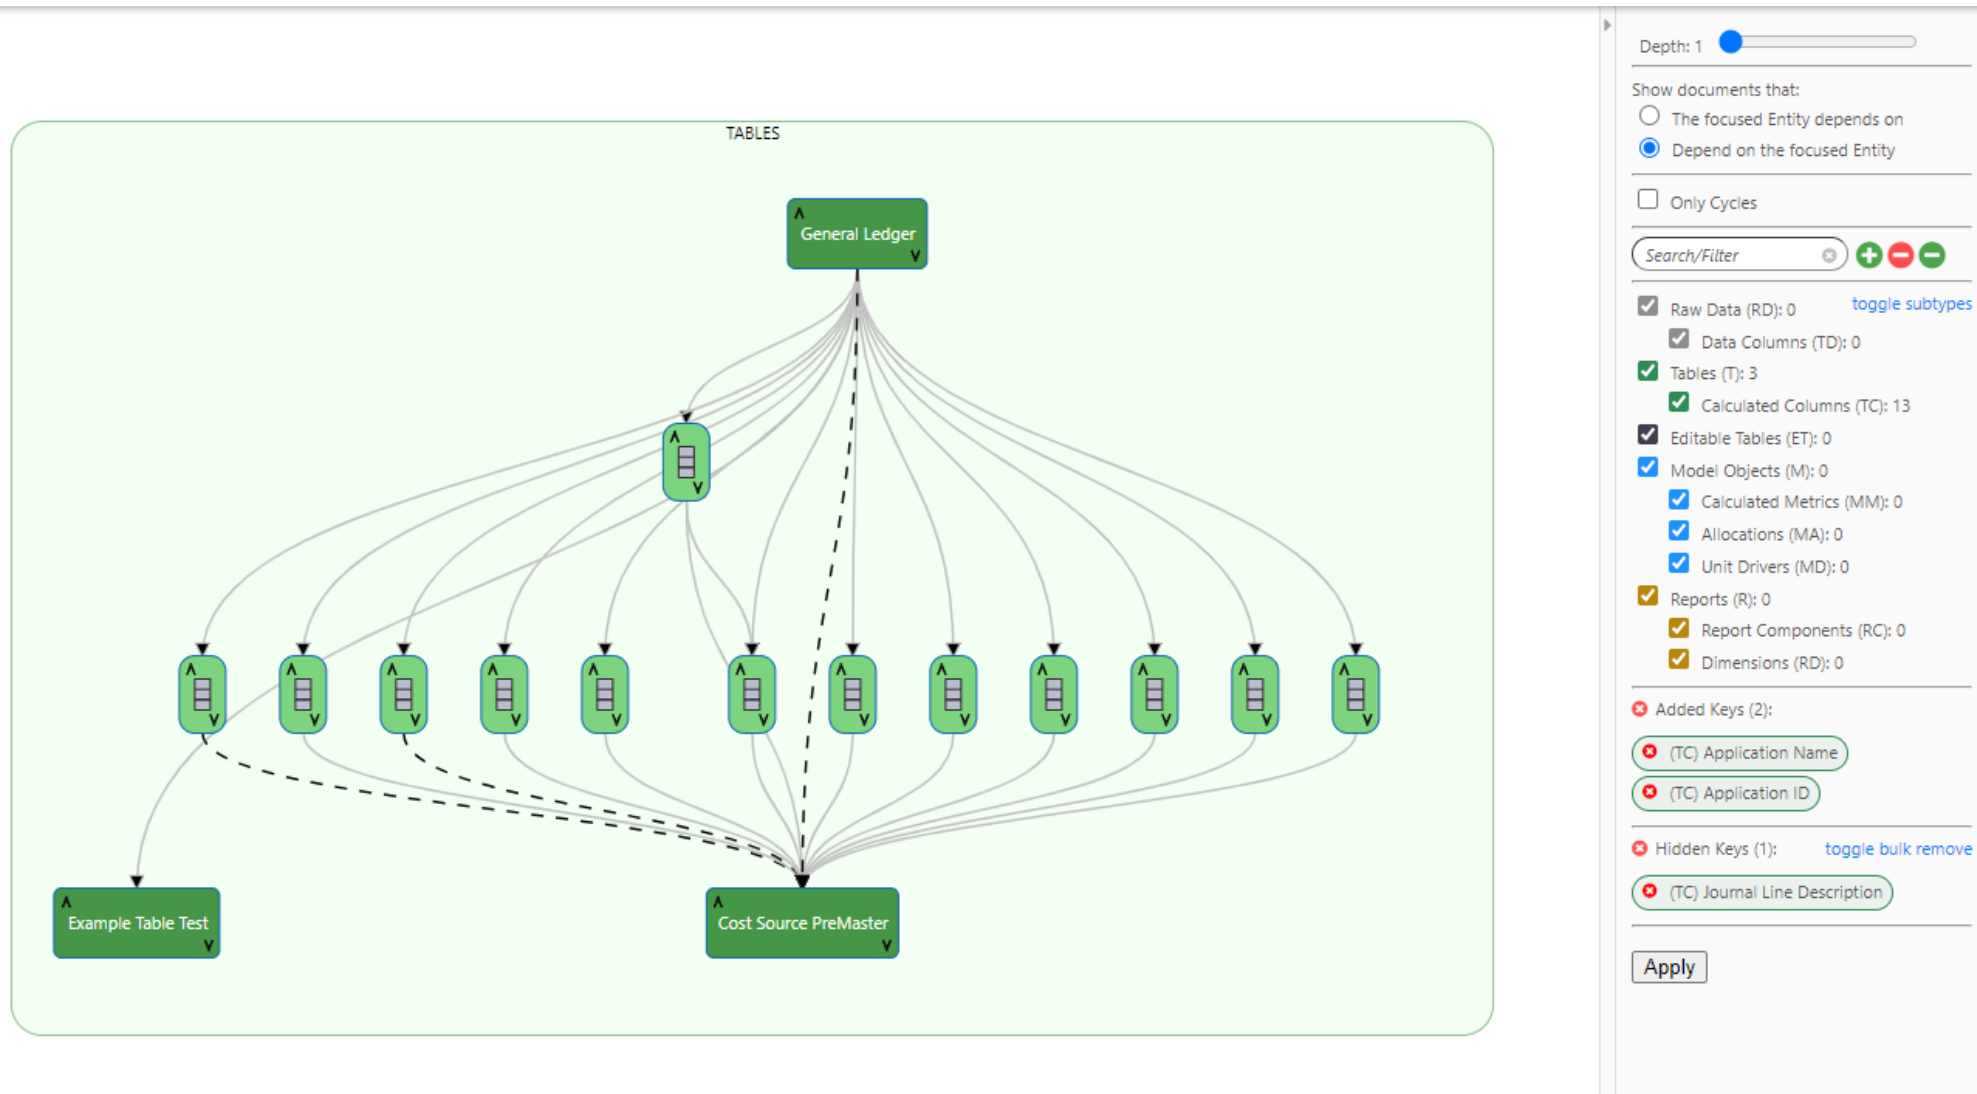 TABLES
General Ledger
Example Table Test
Cost Source PreMaster
Depth: 1
Show documents that:
The focused Entity depends on
Depend on the focused Entity
Only Cycles
Search/Filter
Raw Data (RD): 0 toggle subtypes
Data Columns (TD): 0
Tables (T): 3
Calculated Columns (TC): 13
Editable Tables (ET): 0
Model Objects (M): 0
Calculated Metrics (MM): 0
Allocations (MA): 0
Unit Drivers (MD): 0
Reports (R): 0
Report Components (RC): 0
Dimensions (RD): 0
Added Keys (2):
(TC) Application Name
(TC) Application ID
Hidden Keys (1): toggle bulk remove
(TC) Journal Line Description
Apply